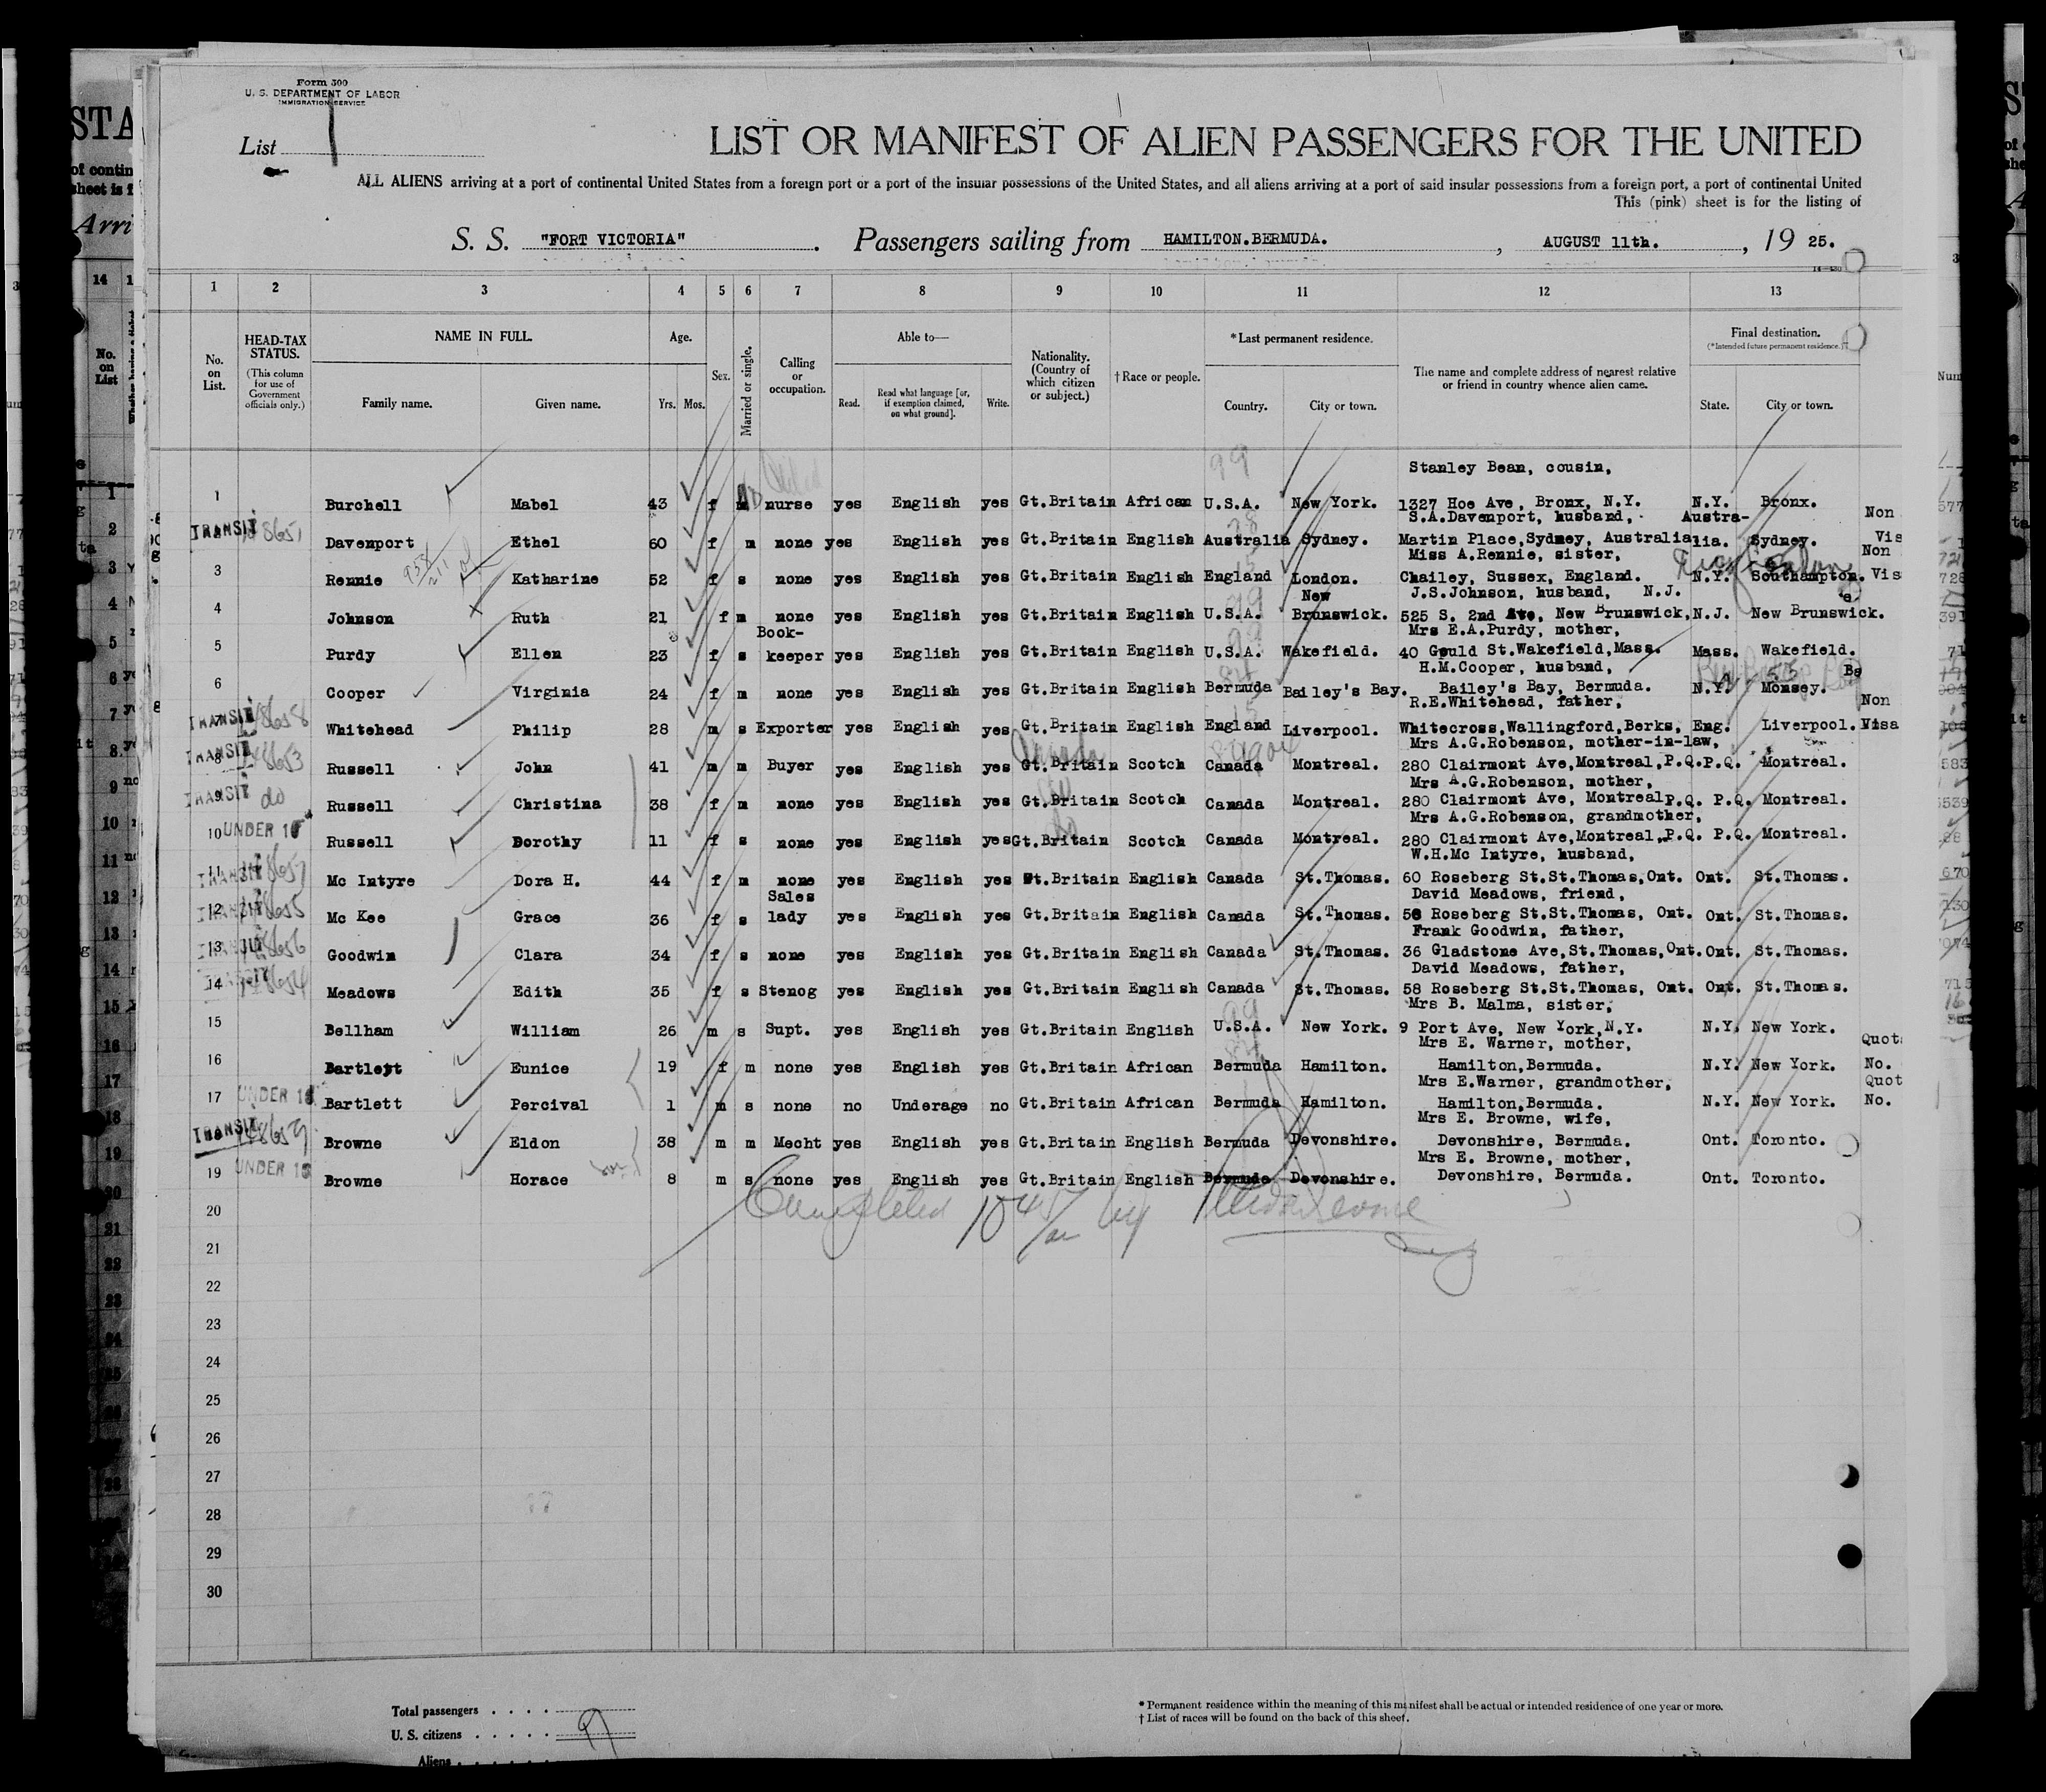 Form 500
U. S. DEPARTMENT OF LABOR
IMMIGRATION SERVICE
List 1
LIST OR MANIFEST OF ALIEN PASSENGERS FOR THE UNITED
ALL ALIENS arriving at a port of continental United States from a foreign port or a port of the insular possessions of the United States, and all aliens arriving at a port of said insular possessions from a foreign port, a port of continental United
This (pink) sheet is for the listing of
S. S. "FORT VICTORIA". Passengers sailing from HAMILTON.BERMUDA., AUGUST 11th., 19 25.
1 2 3 4 5 6 7 8 9 10 11 12 13
No. on List.
HEAD-TAX STATUS.
(This column for use of Government officials only.)
NAME IN FULL.
Family name. Given name.
Age.
Yrs. Mos.
Sex.
Married or single.
Calling or occupation.
Able to—
Read. Read what language [or, if exemption claimed, on what ground]. Write.
Nationality. (Country of which citizen or subject.)
† Race or people.
* Last permanent residence.
Country. City or town.
The name and complete address of nearest relative or friend in country whence alien came.
Final destination.
(* Intended future permanent residence.)
State. City or town.
Stanley Bean, cousin,
1 Burchell Mabel 43 f nurse yes English yes Gt.Britain African U.S.A. New York. 1327 Hoe Ave, Bronx, N.Y. N.Y. Bronx.
S.A.Davenport, husband, Austra- Non
TRANSIT Davenport Ethel 60 f m none yes English yes Gt.Britain English Australia Sydney. Martin Place,Sydney, Australia lia. Sydney. Vis
Miss A.Rennie, sister, Non
3 Rennie Katharine 52 f s none yes English yes Gt.Britain English England London. Chailey, Sussex, England. N.Y. Southampton. Vis
New J.S.Johnson, husband, N.J.
4 Johnson Ruth 21 f m none yes English yes Gt.Britain English U.S.A. Brunswick. 525 S. 2nd Ave, New Brunswick, N.J. New Brunswick.
Book- Mrs E.A.Purdy, mother,
5 Purdy Ellen 23 f s keeper yes English yes Gt.Britain English U.S.A. Wakefield. 40 Gould St.Wakefield,Mass. Mass. Wakefield.
H.M.Cooper, husband, Be
6 Cooper Virginia 24 f m none yes English yes Gt.Britain English Bermuda Bailey's Bay. Bailey's Bay, Bermuda. N.Y. Monsey.
R.E.Whitehead, father, Non
TRANSIT 7 Whitehead Philip 28 m s Exporter yes English yes Gt.Britain English England Liverpool. Whitecross,Wallingford,Berks, Eng. Liverpool. Visa
Mrs A.G.Robenson, mother-in-law,
TRANSIT 8 Russell John 41 m m Buyer yes English yes Gt.Britain Scotch Canada Montreal. 280 Clairmont Ave,Montreal,P.Q. P.Q. Montreal.
Mrs A.G.Robenson, mother,
TRANSIT 9 do Russell Christina 38 f m none yes English yes Gt.Britain Scotch Canada Montreal. 280 Clairmont Ave, Montreal,P.Q. P.Q. Montreal.
Mrs A.G.Robenson, grandmother,
10 UNDER 16 Russell Dorothy 11 f s none yes English yes Gt.Britain Scotch Canada Montreal. 280 Clairmont Ave,Montreal,P.Q. P.Q. Montreal.
W.H.Mc Intyre, husband,
11 TRANSIT Mc Intyre Dora H. 44 f m none yes English yes Gt.Britain English Canada St.Thomas. 60 Roseberg St.St.Thomas,Ont. Ont. St.Thomas.
Sales David Meadows, friend,
12 TRANSIT Mc Kee Grace 36 f s lady yes English yes Gt.Britain English Canada St.Thomas. 58 Roseberg St.St.Thomas, Ont. Ont. St.Thomas.
Frank Goodwin, father,
13 TRANSIT Goodwin Clara 34 f s none yes English yes Gt.Britain English Canada St.Thomas. 36 Gladstone Ave,St.Thomas,Ont. Ont. St.Thomas.
David Meadows, father,
14 TRANSIT Meadows Edith 35 f s Stenog yes English yes Gt.Britain English Canada St.Thomas. 58 Roseberg St.St.Thomas, Ont. Ont. St.Thomas.
Mrs B. Malma, sister,
15 Bellham William 26 m s Supt. yes English yes Gt.Britain English U.S.A. New York. 9 Port Ave, New York,N.Y. N.Y. New York.
Mrs E. Warner, mother, Quot
16 Bartlett Eunice 19 f m none yes English yes Gt.Britain African Bermuda Hamilton. Hamilton,Bermuda. N.Y. New York. No.
Mrs E.Warner, grandmother, Quot
17 UNDER 16 Bartlett Percival 1 m s none no Underage no Gt.Britain African Bermuda Hamilton. Hamilton,Bermuda. N.Y. New York. No.
Mrs E. Browne, wife,
TRANSIT Browne Eldon 38 m m Mecht yes English yes Gt.Britain English Bermuda Devonshire. Devonshire, Bermuda. Ont. Toronto.
Mrs E. Browne, mother,
19 UNDER 16 Browne Horace 8 m s none yes English yes Gt.Britain English Bermuda Devonshire. Devonshire, Bermuda. Ont. Toronto.
Completed 10 45 by
20
21
22
23
24
25
26
27
28
29
30
Total passengers
U. S. citizens
Aliens
* Permanent residence within the meaning of this manifest shall be actual or intended residence of one year or more.
† List of races will be found on the back of this sheet.